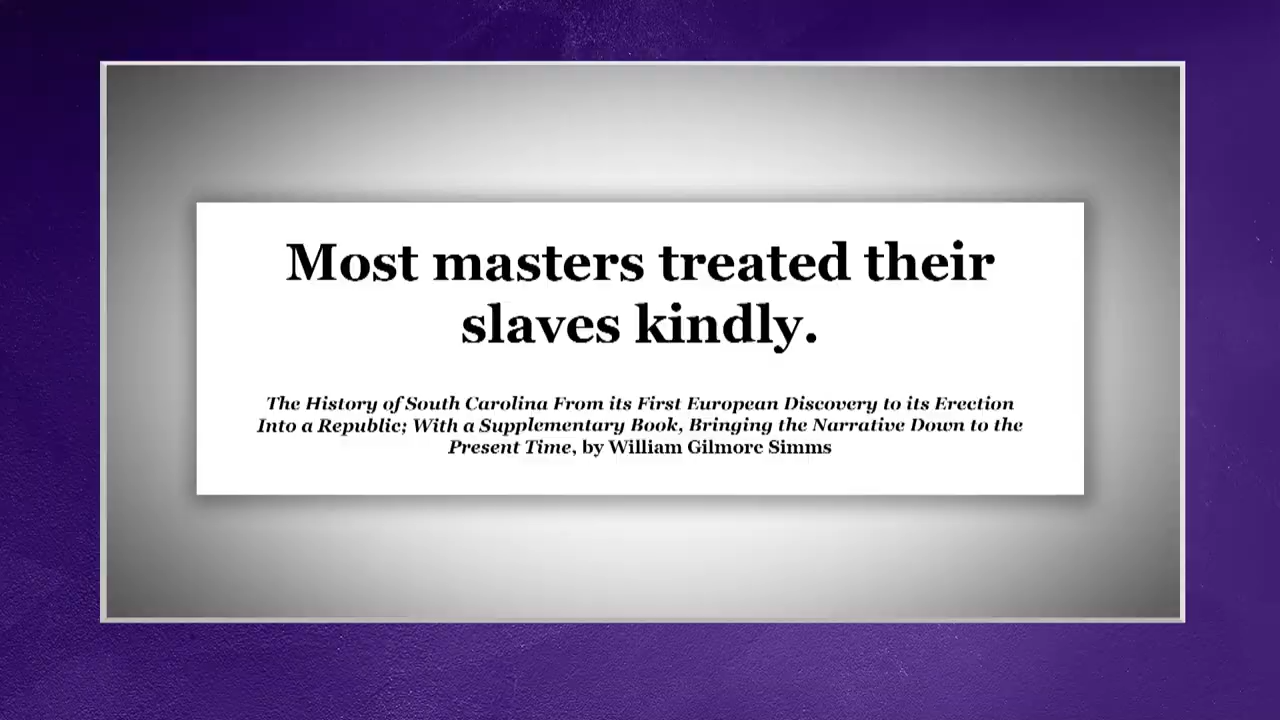 Most masters treated their
slaves kindly.
The History of South Carolina From its First European Discovery to its Erection
Into a Republic; With a Supplementary Book, Bringing the Narrative Down to the
Present Time, by William Gilmore Simms